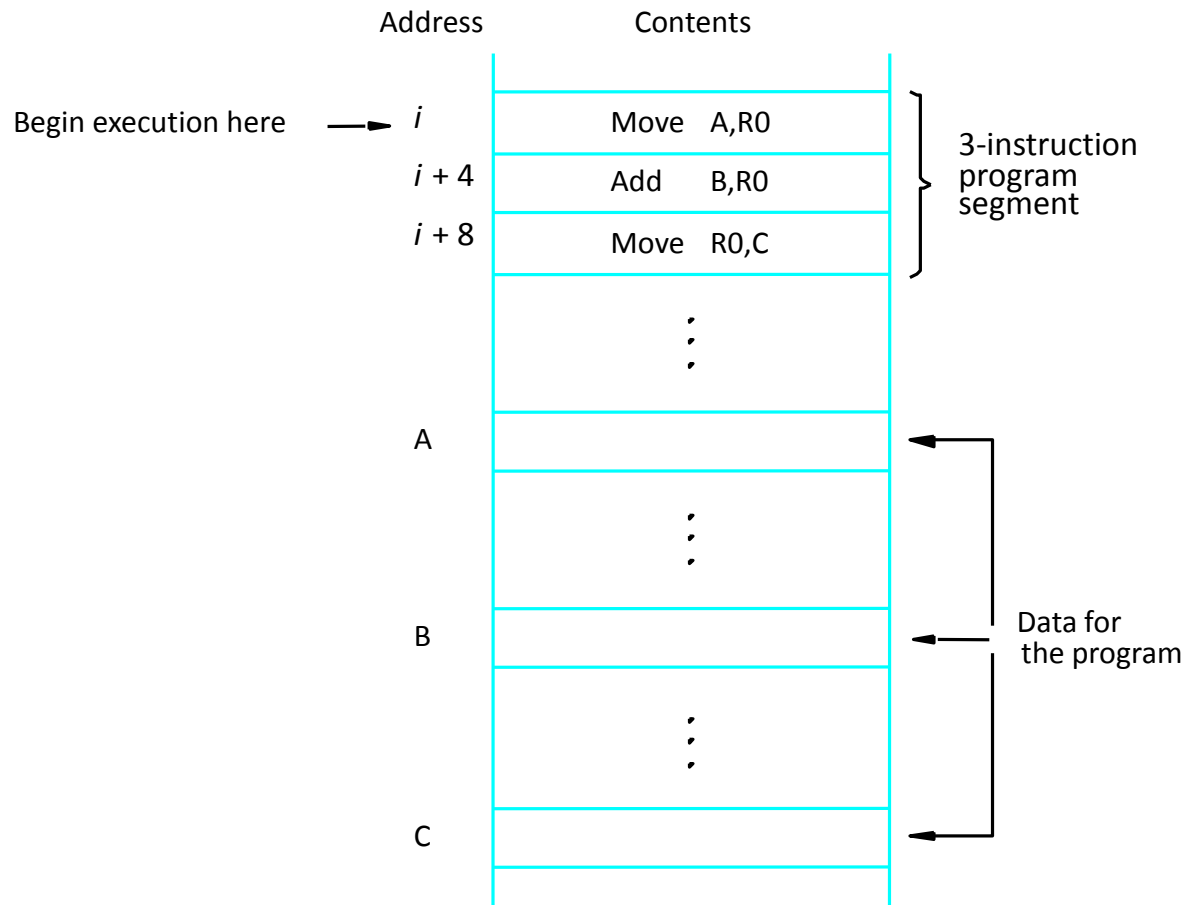 Address Contents
Begin execution here i Move A,R0
i + 4 Add B,R0
i + 8 Move R0,C
3-instruction
program
segment
A
B
Data for
the program
C